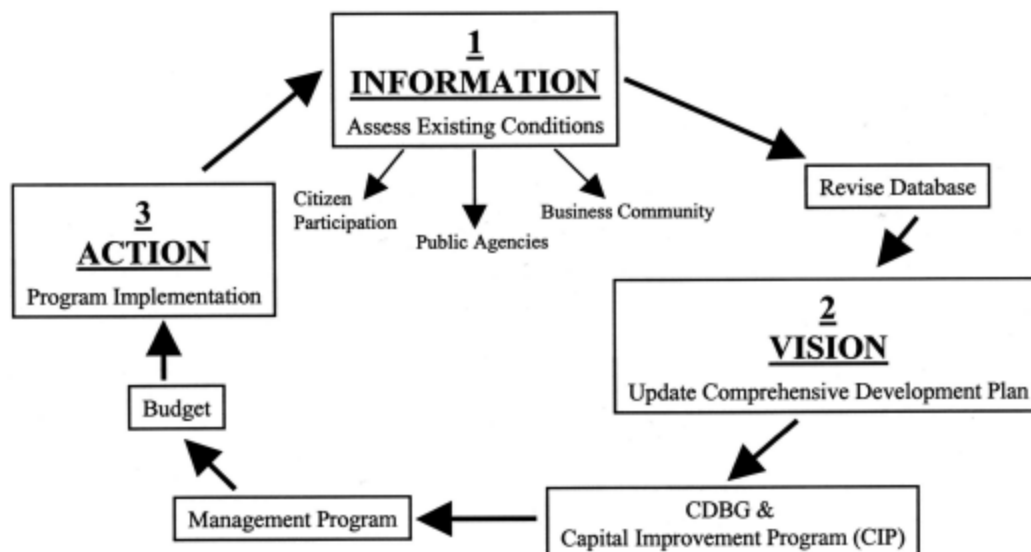 1
INFORMATION
Assess Existing Conditions
Citizen
Participation
Public Agencies
Business Community
Revise Database
2
VISION
Update Comprehensive Development Plan
CDBG &
Capital Improvement Program (CIP)
Management Program
Budget
3
ACTION
Program Implementation